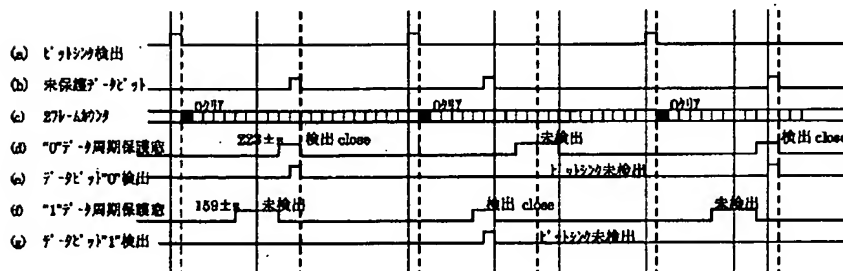 (a) ビットシンク検出
(b) 未保護データビット
(c) 2フレームカウンタ 0クリア 0クリア 0クリア
(d) "0"データ周期保護窓 223± 検出 close 未検出 検出 close
(e) データビット"0"検出 ビットシンク未検出
(f) "1"データ周期保護窓 159± 未検出 検出 close 未検出
(g) データビット"1"検出 ビットシンク未検出